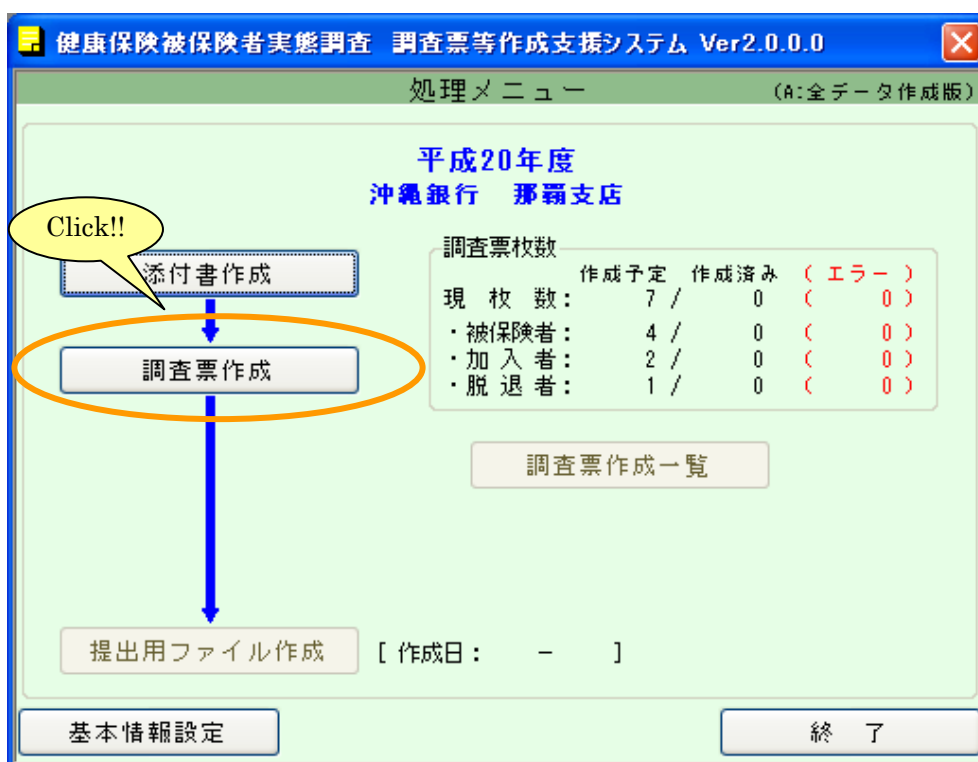 健康保険被保険者実態調査 調査票等作成支援システム Ver2.0.0.0
処理メニュー (A:全データ作成版)
平成20年度
沖縄銀行 那覇支店
Click!!
添付書作成
調査票枚数
作成予定 作成済み ( エラー )
現 枚 数: 7 / 0 ( 0 )
・被保険者: 4 / 0 ( 0 )
・加 入 者: 2 / 0 ( 0 )
・脱 退 者: 1 / 0 ( 0 )
調査票作成
調査票作成一覧
提出用ファイル作成 [ 作成日: - ]
基本情報設定 終 了